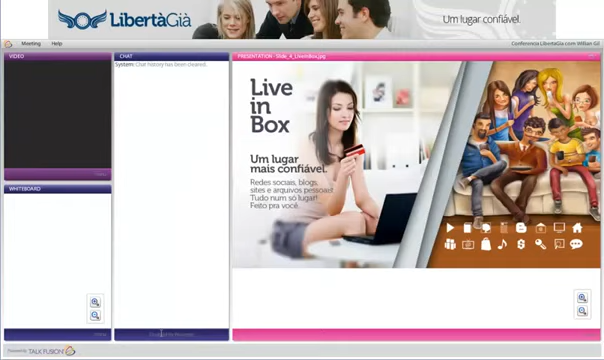 LibertàGià
Um lugar confiável.
Meeting Help
Conferencia LibertaGia com Willian Gil
VIDEO
CHAT
PRESENTATION - Slide_4_LiveInBox.jpg
System: Chat history has been cleared.
Live
in
Box
Um lugar
mais confiável.
Redes sociais, blogs,
sites e arquivos pessoais!
Tudo num só lugar!
Feito pra você.
WHITEBOARD
Powered by TALK FUSION